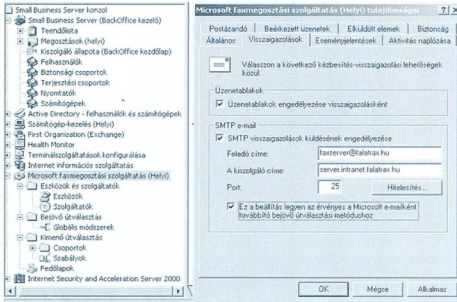 Small Business Server konzol
Small Business Server (BackOffice kezelő)
Teendőlista
Megosztások (helyi)
Kiszolgáló állapota (BackOffice kezdőlap)
Felhasználók
Biztonsági csoportok
Terjesztési csoportok
Nyomtatók
Számítógépek
Active Directory - felhasználók és számítógépek
Számítógép-kezelés (Helyi)
First Organization (Exchange)
Health Monitor
Terminálszolgáltatások konfigurálása
Internet információs szolgáltatás
Microsoft faxmegosztási szolgáltatás (Helyi)
Eszközök és szolgáltatók
Eszközök
Szolgáltatók
Bejövő útválasztás
Globális módszerek
Kimenő útválasztás
Csoportok
Szabályok
Fedőlapok
Internet Security and Acceleration Server 2000
Microsoft faxmegosztási szolgáltatás (Helyi) tulajdonságai
Postázandó Beérkezett üzenetek Elküldött elemek Biztonság
Általános Visszaigazolások Eseményjelentések Aktivitás naplózása
Válasszon a következő kézbesítés-visszaigazolási lehetőségek
közül:
Üzenetablakok
Üzenetablakok engedélyezése visszaigazolásként
SMTP e-mail
SMTP visszaigazolások küldésének engedélyezése
Feladó címe: faxserver@falatrax.hu
A kiszolgáló címe: server.intranet.falatrax.hu
Port: 25 Hitelesítés...
Ez a beállítás legyen az érvényes a Microsoft e-mailként
továbbító bejövő útválasztási metódushoz
OK Mégse Alkalmaz